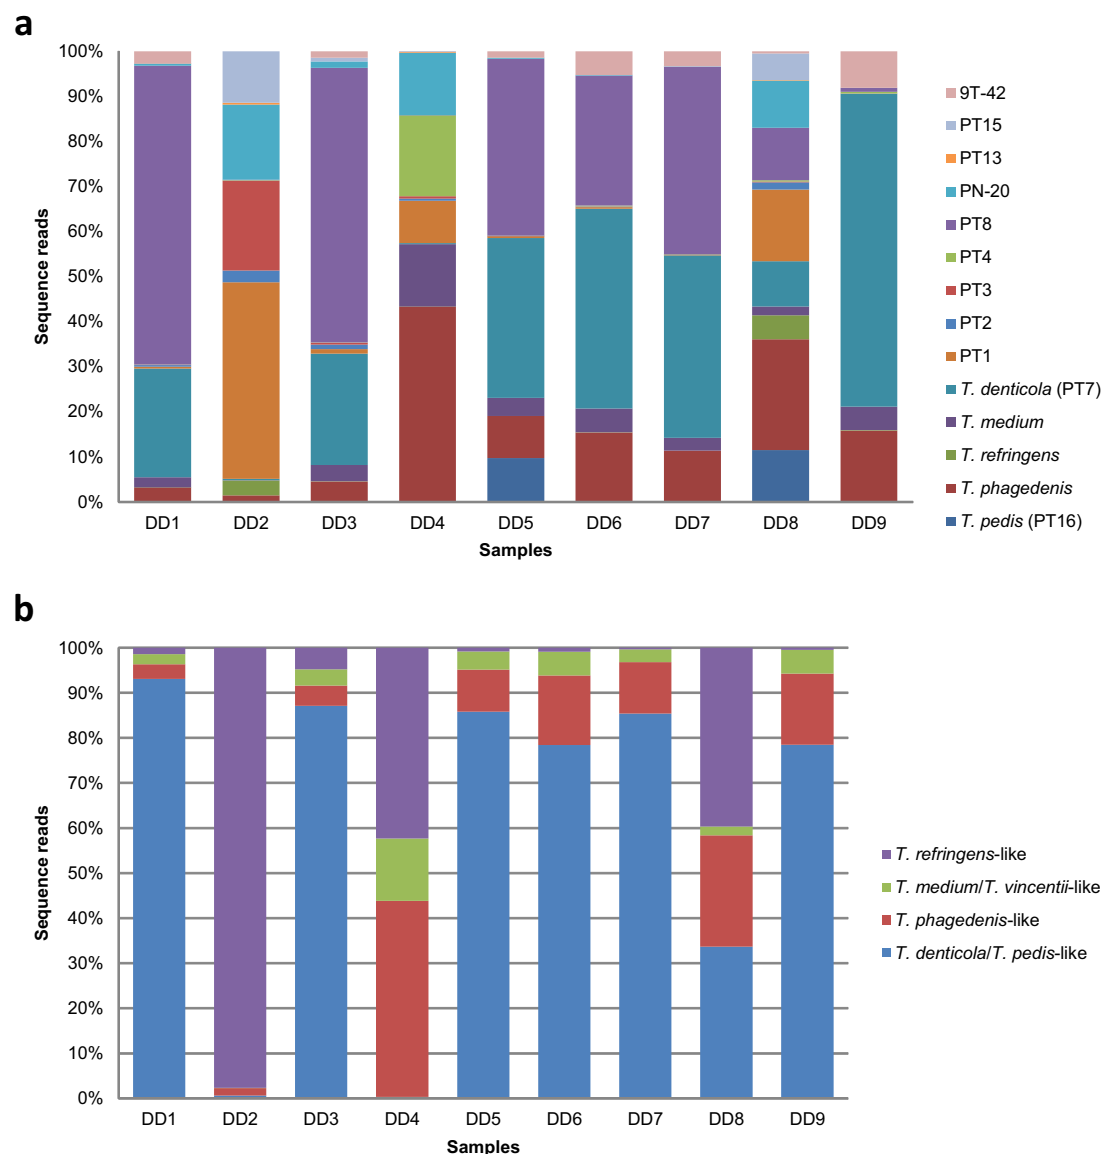 a
100%
90%
80%
70%
60%
50%
40%
30%
20%
10%
0%
Sequence reads
DD1 DD2 DD3 DD4 DD5 DD6 DD7 DD8 DD9
Samples
9T-42
PT15
PT13
PN-20
PT8
PT4
PT3
PT2
PT1
T. denticola (PT7)
T. medium
T. refringens
T. phagedenis
T. pedis (PT16)
b
100%
90%
80%
70%
60%
50%
40%
30%
20%
10%
0%
Sequence reads
DD1 DD2 DD3 DD4 DD5 DD6 DD7 DD8 DD9
Samples
T. refringens-like
T. medium/T. vincentii-like
T. phagedenis-like
T. denticola/T. pedis-like